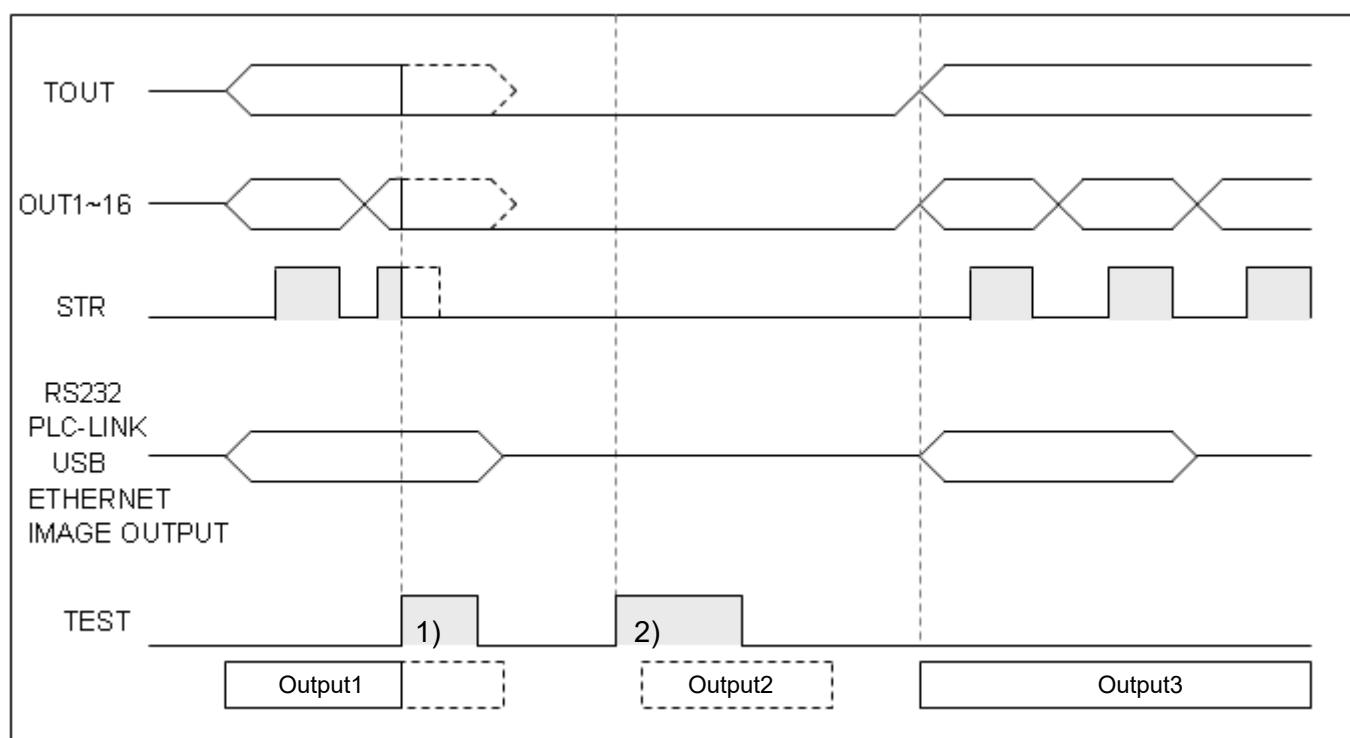 TOUT
OUT1~16
STR
RS232
PLC-LINK
USB
ETHERNET
IMAGE OUTPUT
TEST
1)
2)
Output1
Output2
Output3